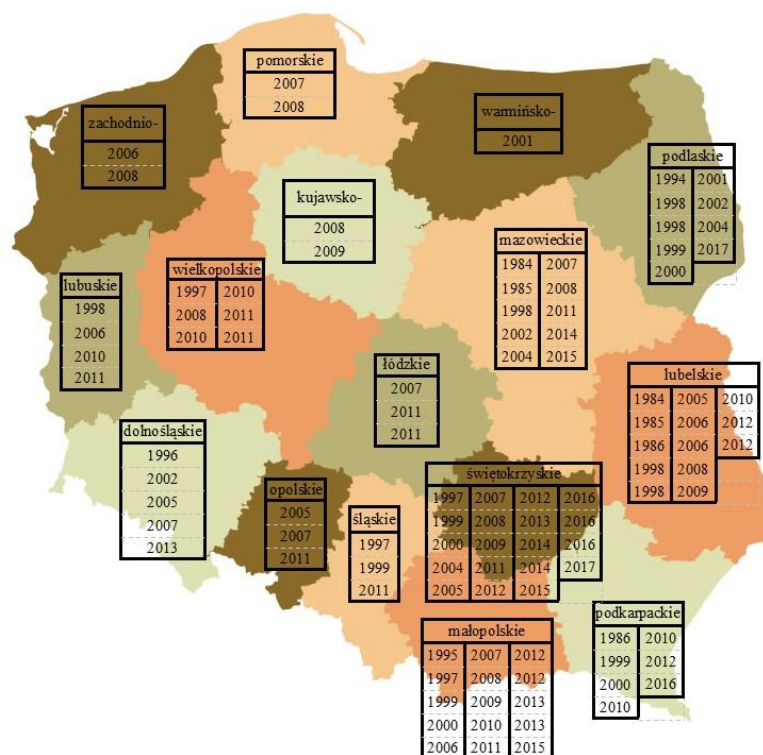 pomorskie
2007
2008
zachodnio-
2006
2008
warmińsko-
2001
podlaskie
1994 2001
1998 2002
1998 2004
1999 2017
2000
kujawsko-
2008
2009
mazowieckie
1984 2007
1985 2008
1998 2011
2002 2014
2004 2015
wielkopolskie
1997 2010
2008 2011
2010 2011
lubuskie
1998
2006
2010
2011
łódzkie
2007
2011
2011
lubelskie
1984 2005 2010
1985 2006 2012
1986 2006 2012
1998 2008
1998 2009
dolnośląskie
1996
2002
2005
2007
2013
opolskie
2005
2007
2011
śląskie
1997
1999
2011
świętokrzyskie
1997 2007 2012 2016
1999 2008 2013 2016
2000 2009 2014 2016
2004 2011 2014 2017
2005 2012 2015
podkarpackie
1986 2010
1999 2012
2000 2016
2010
małopolskie
1995 2007 2012
1997 2008 2012
1999 2009 2013
2000 2010 2013
2006 2011 2015